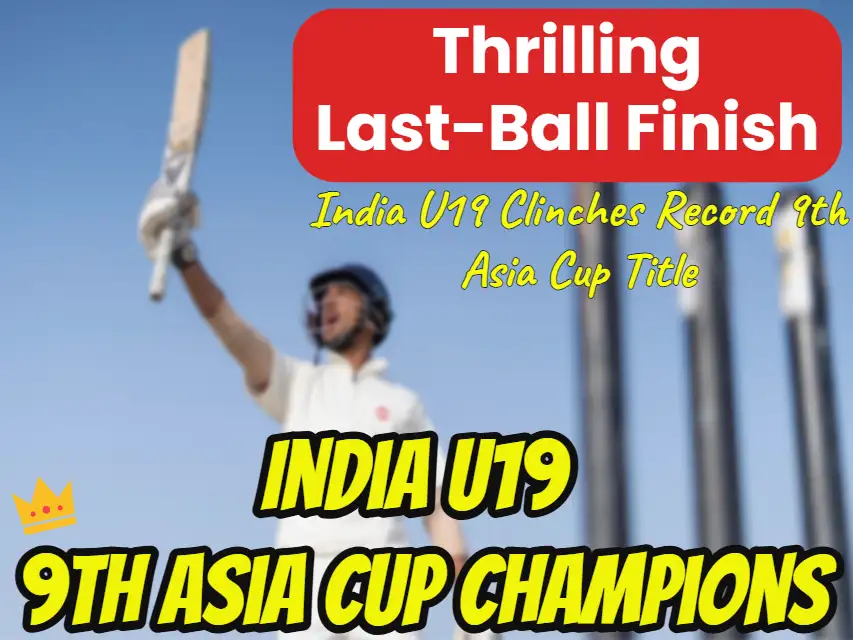 Thrilling
Last-Ball Finish
India U19 Clinches Record 9th
Asia Cup Title
INDIA U19
9TH ASIA CUP CHAMPIONS